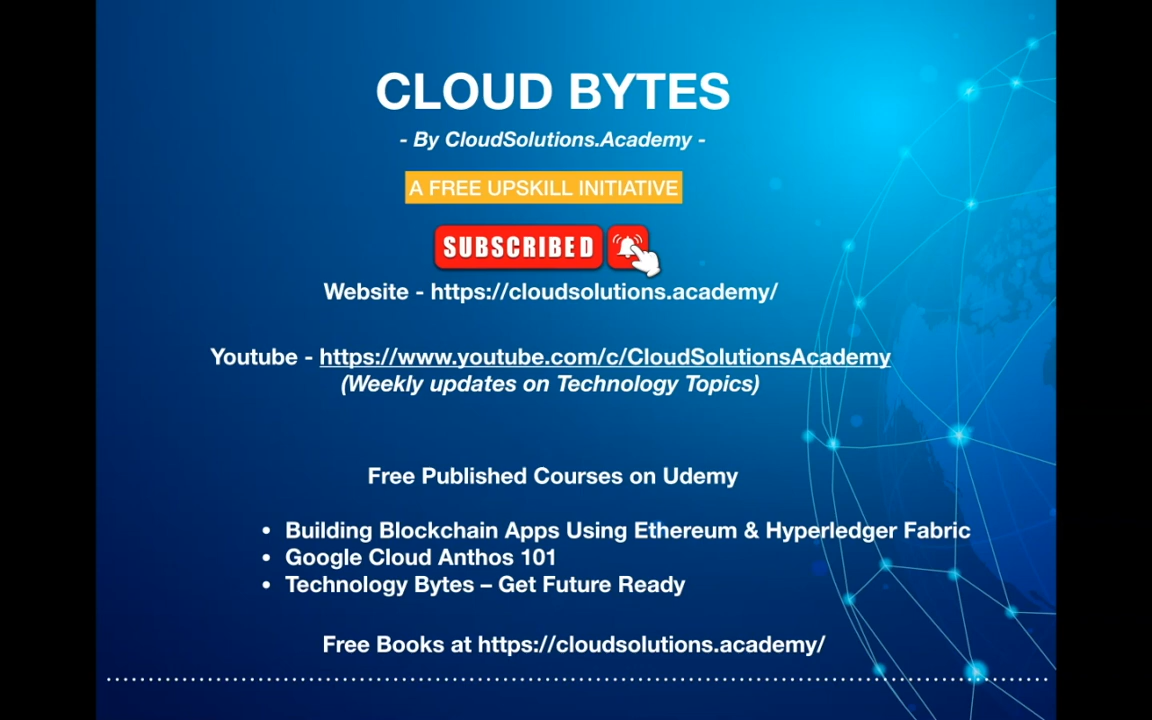 CLOUD BYTES
- By CloudSolutions.Academy -
A FREE UPSKILL INITIATIVE
SUBSCRIBED
Website - https://cloudsolutions.academy/
Youtube - https://www.youtube.com/c/CloudSolutionsAcademy
(Weekly updates on Technology Topics)
Free Published Courses on Udemy
• Building Blockchain Apps Using Ethereum & Hyperledger Fabric
• Google Cloud Anthos 101
• Technology Bytes – Get Future Ready
Free Books at https://cloudsolutions.academy/